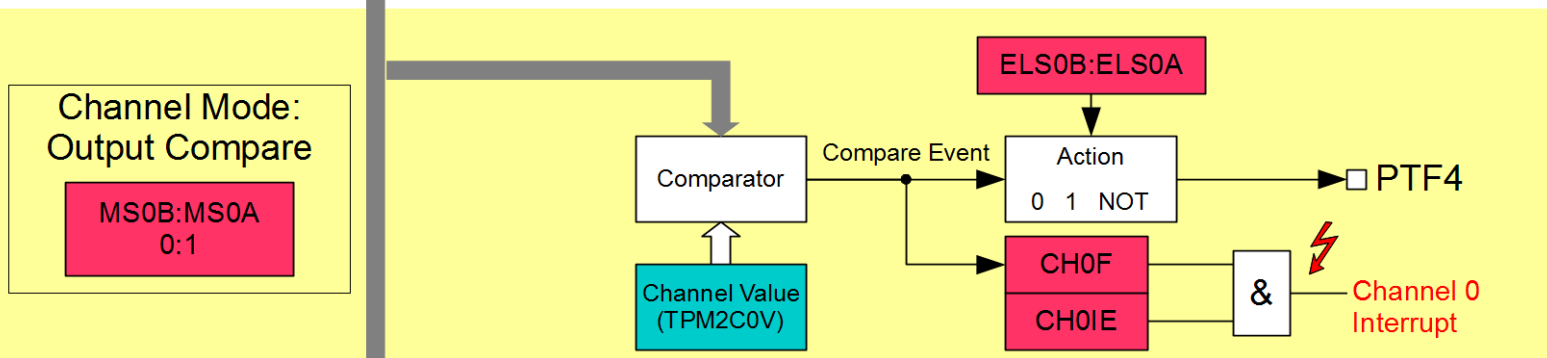 Channel Mode:
Output Compare
MS0B:MS0A
0:1
Comparator
Channel Value
(TPM2C0V)
Compare Event
ELS0B:ELS0A
Action
0 1 NOT
PTF4
CH0F
CH0IE
&
Channel 0
Interrupt